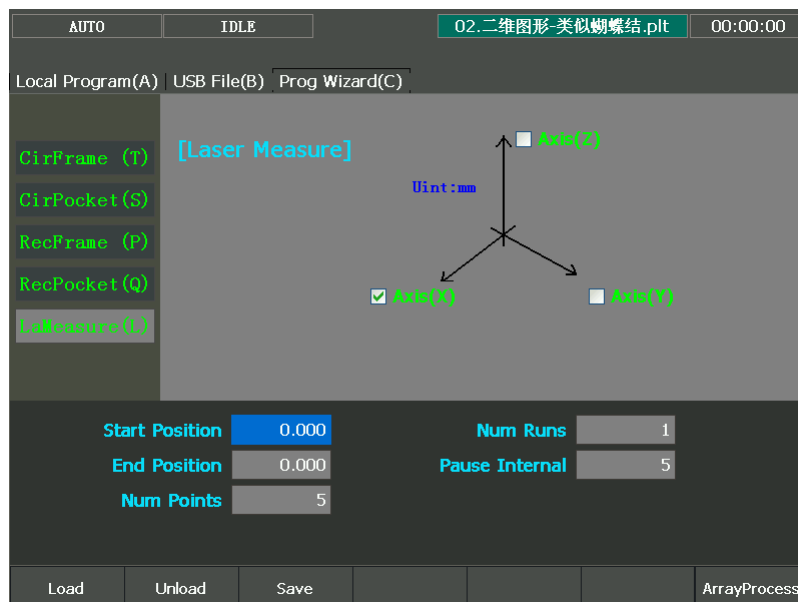 AUTO IDLE 02.二维图形-类似蝴蝶结.plt 00:00:00
Local Program(A) USB File(B) Prog Wizard(C)
[Laser Measure]
Axis(Z)
CirFrame (T)
Uint:mm
CirPocket(S)
RecFrame (P)
RecPocket(Q)
Axis(X) Axis(Y)
LaMeasure(L)
Start Position 0.000 Num Runs 1
End Position 0.000 Pause Internal 5
Num Points 5
Load Unload Save ArrayProcess